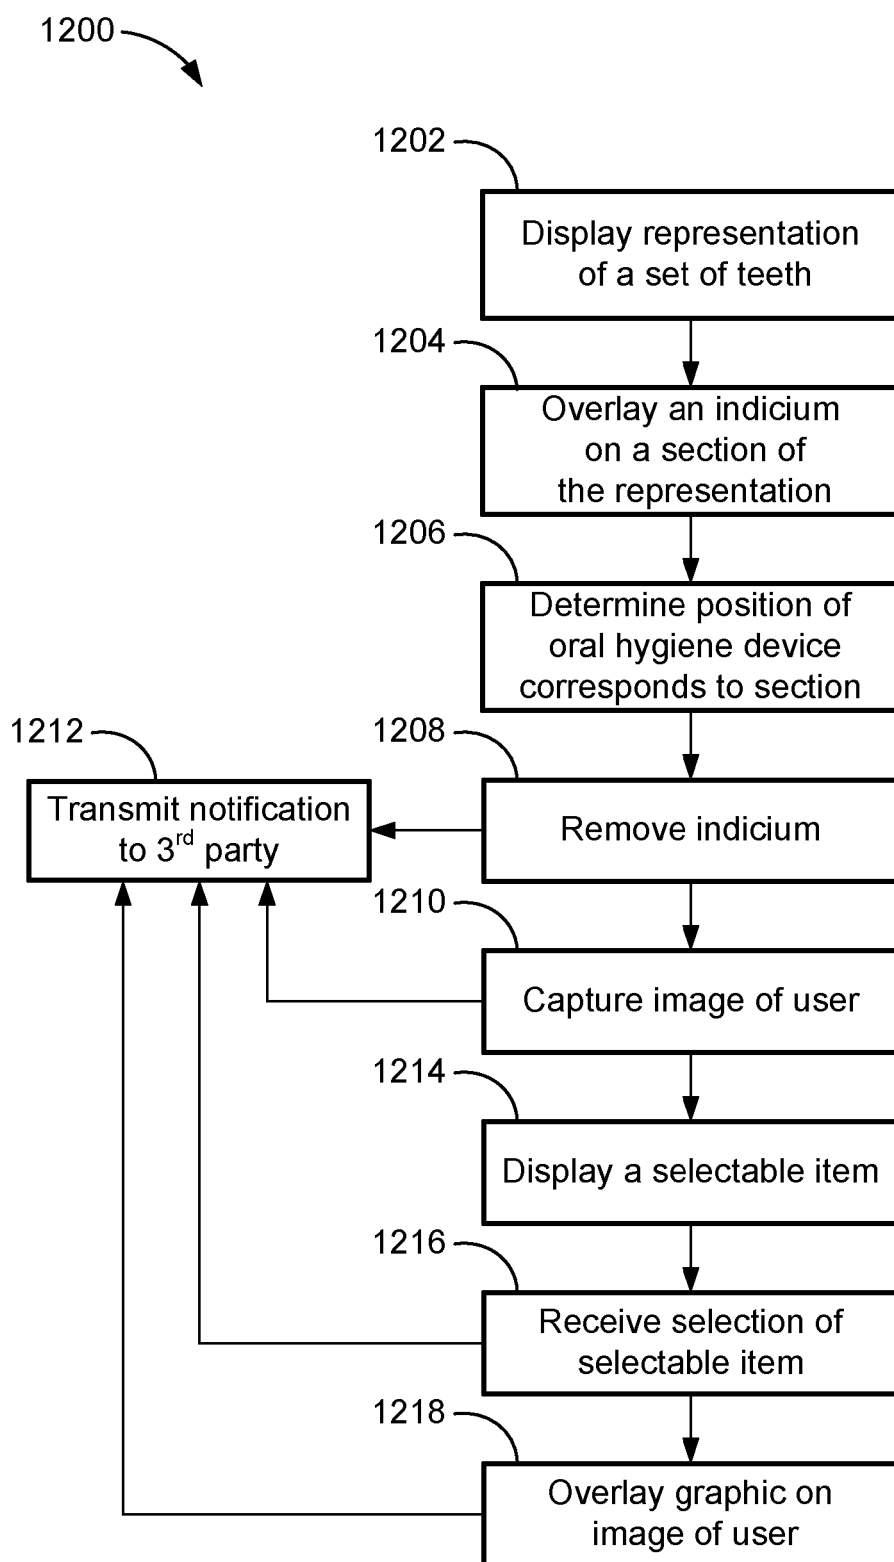 1200
1202
Display representation
of a set of teeth
1204
Overlay an indicium
on a section of
the representation
1206
Determine position of
oral hygiene device
corresponds to section
1208
Remove indicium
1212
Transmit notification
to 3rd party
1210
Capture image of user
1214
Display a selectable item
1216
Receive selection of
selectable item
1218
Overlay graphic on
image of user